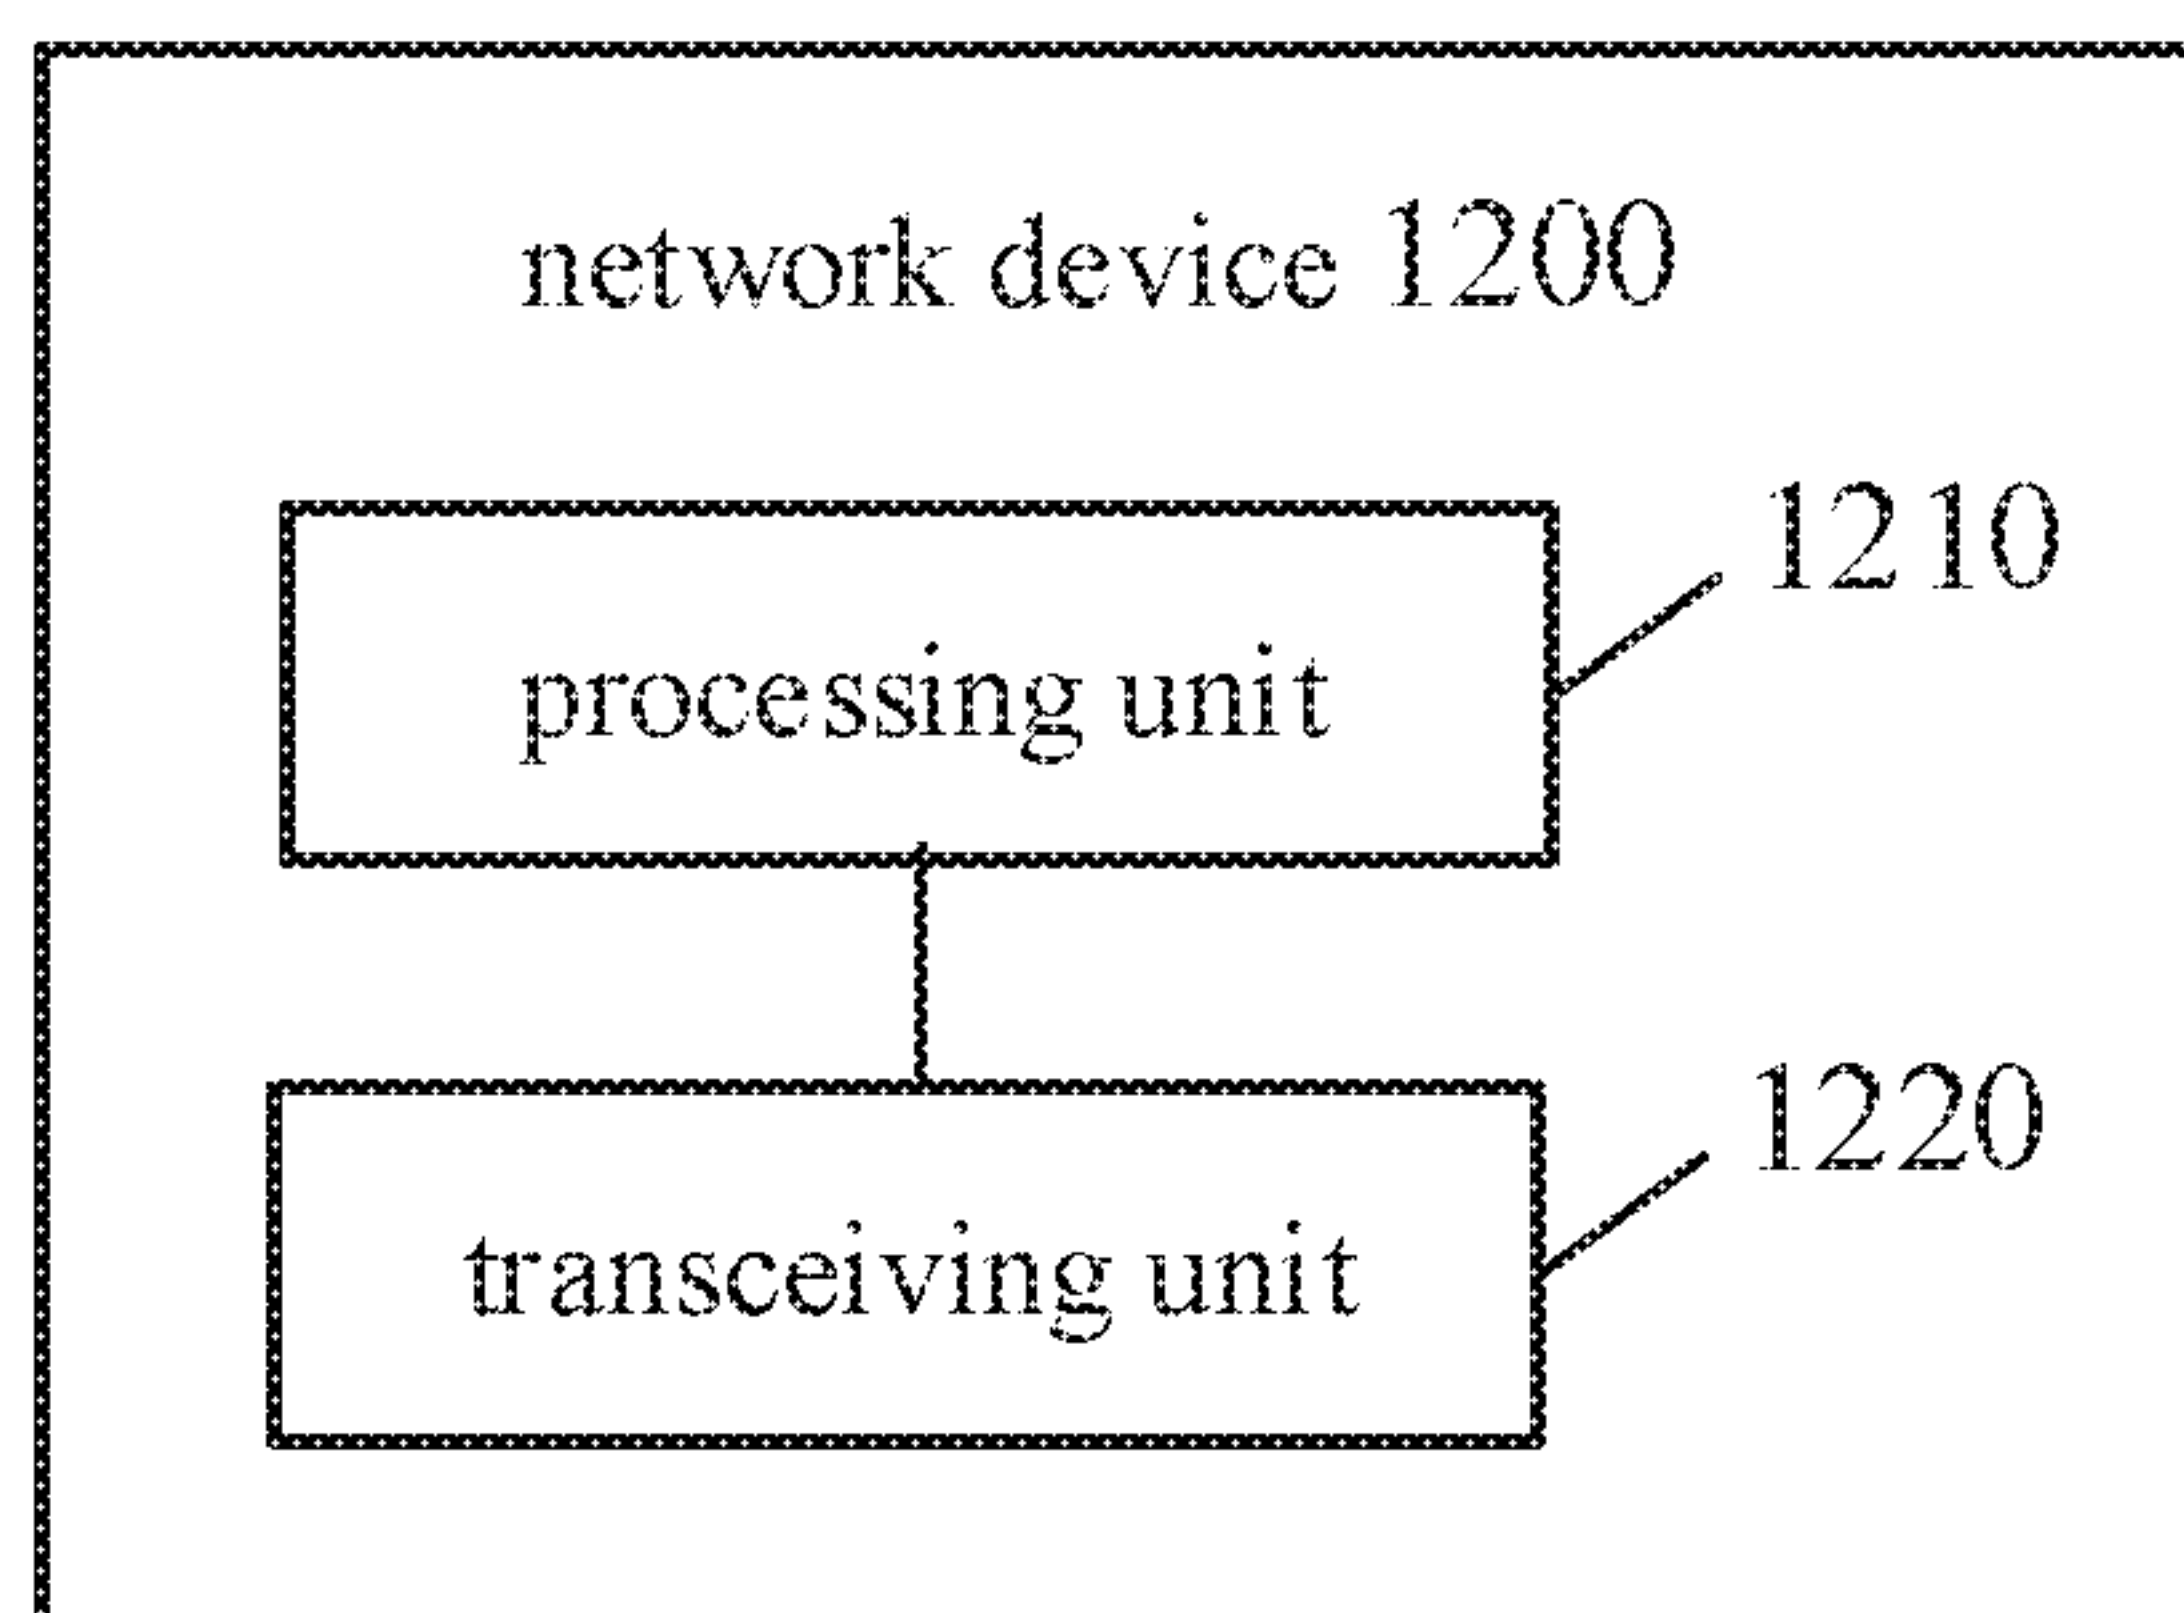 network device 1200
1210
processing unit
1220
transceiving unit